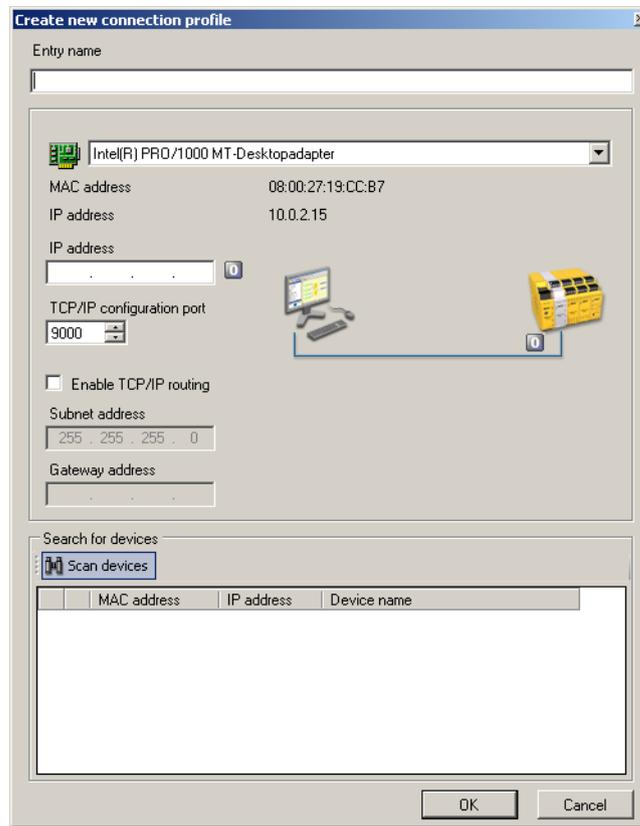 Create new connection profile
Entry name
Intel(R) PRO/1000 MT-Desktopadapter
MAC address 08:00:27:19:CC:B7
IP address 10.0.2.15
IP address
. . . 0
TCP/IP configuration port
9000
0
Enable TCP/IP routing
Subnet address
255 . 255 . 255 . 0
Gateway address
. . .
Search for devices
Scan devices
MAC address IP address Device name
OK Cancel